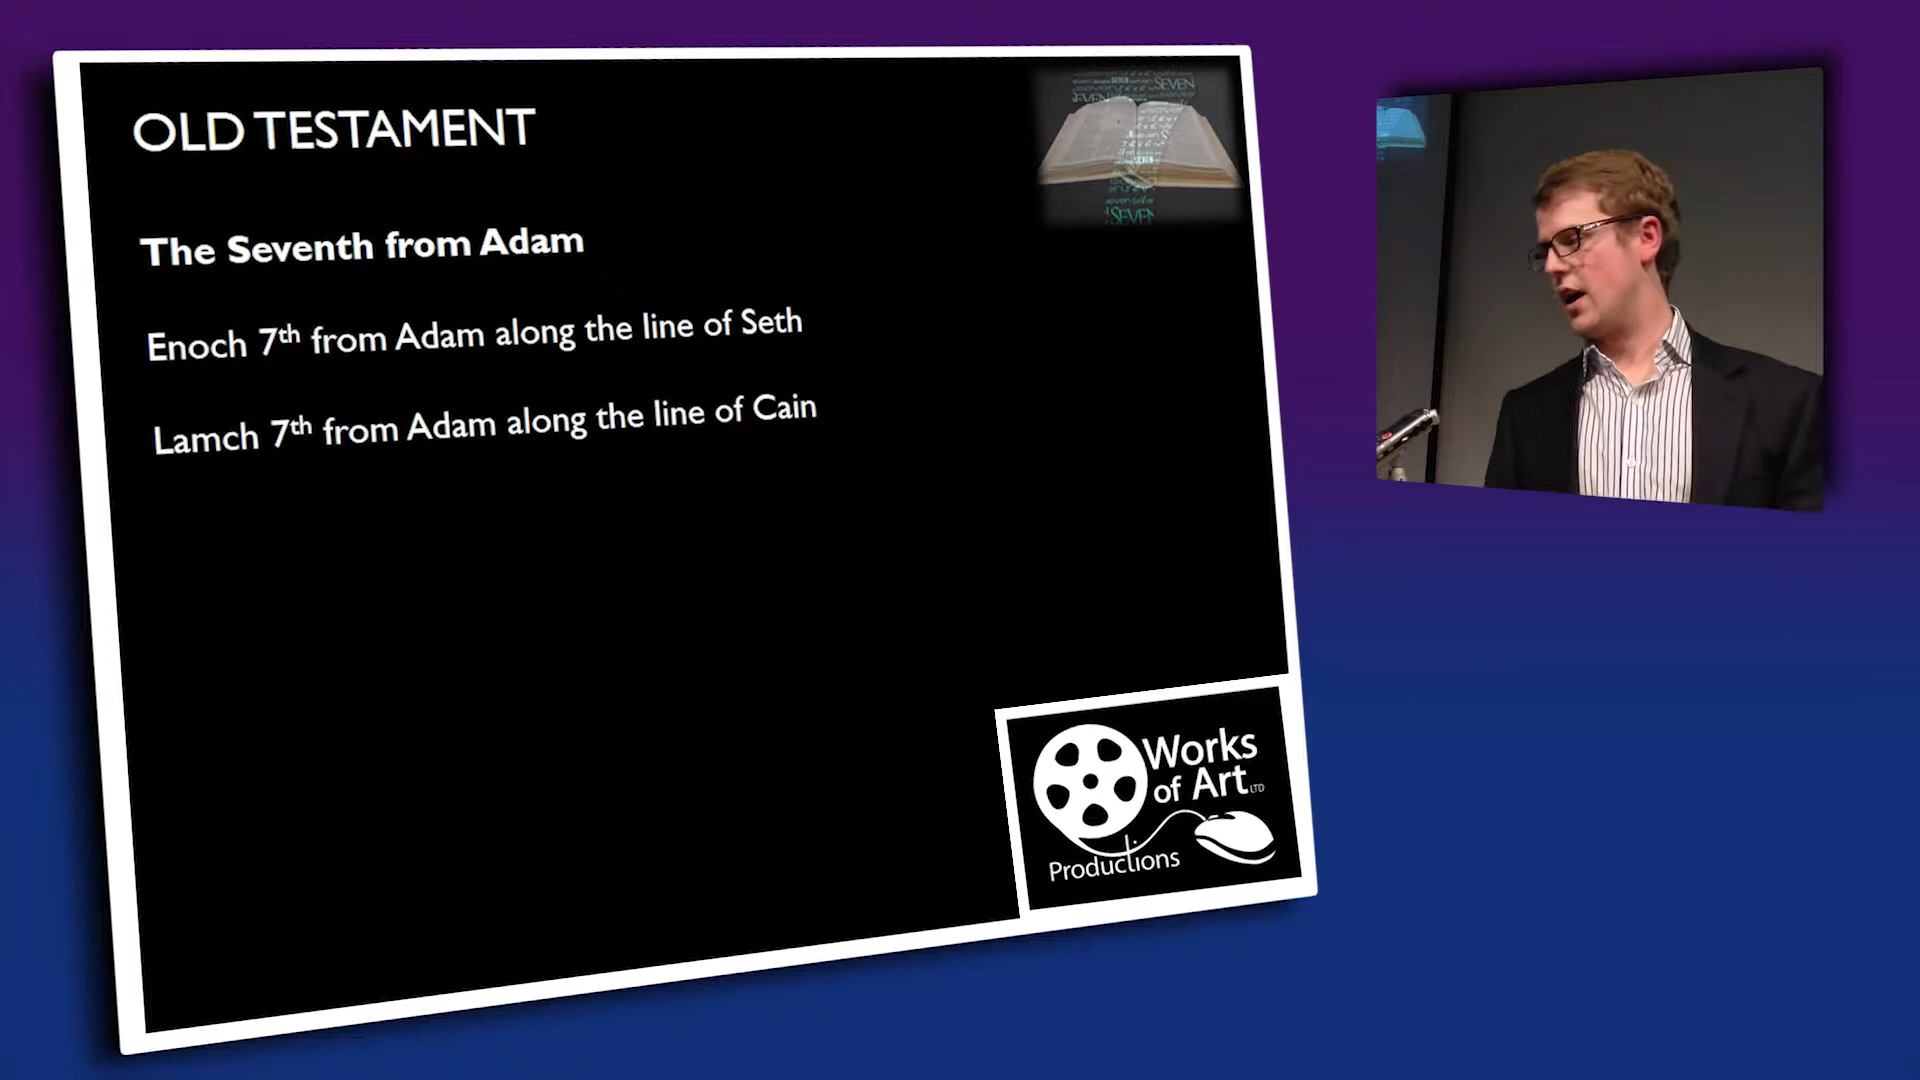 OLD TESTAMENT
SEVEN
The Seventh from Adam
Enoch 7th from Adam along the line of Seth
Lamch 7th from Adam along the line of Cain
Works
of Art LTD
Productions